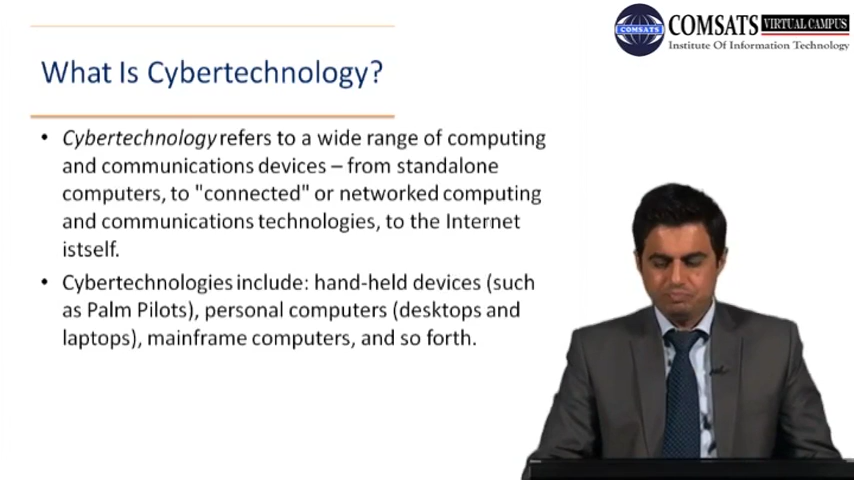 COMSATS VIRTUAL CAMPUS
COMSATS
Institute Of Information Technology
What Is Cybertechnology?
• Cybertechnology refers to a wide range of computing
and communications devices – from standalone
computers, to "connected" or networked computing
and communications technologies, to the Internet
istself.
• Cybertechnologies include: hand-held devices (such
as Palm Pilots), personal computers (desktops and
laptops), mainframe computers, and so forth.